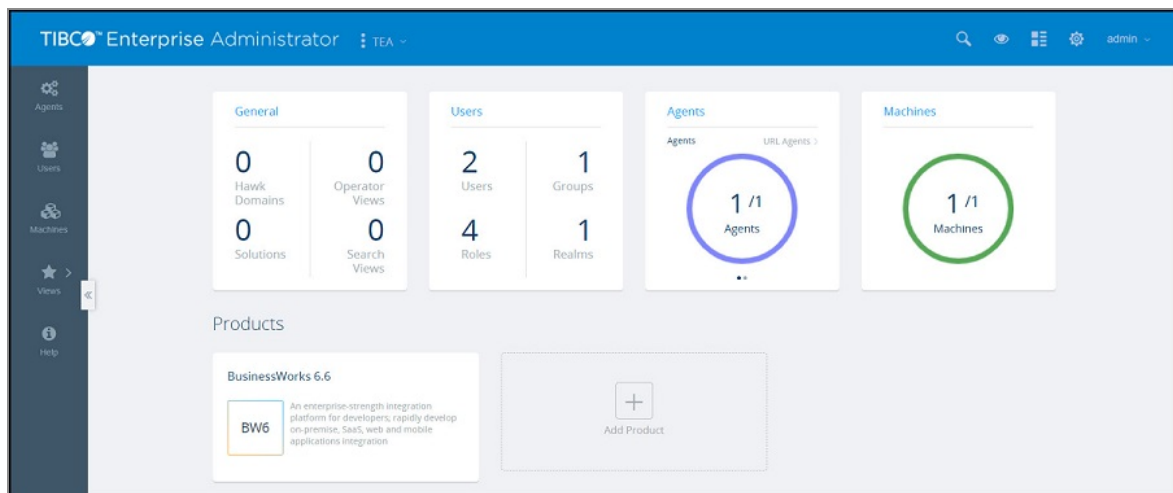 TIBCO™ Enterprise Administrator
TEA
admin
Agents
Users
Machines
Views
Help
General
0
Hawk
Domains
0
Operator
Views
0
Solutions
0
Search
Views
Users
2
Users
1
Groups
4
Roles
1
Realms
Agents
Agents
URL Agents >
1 /1
Agents
Machines
1 /1
Machines
Products
BusinessWorks 6.6
BW6
An enterprise-strength integration
platform for developers; rapidly develop
on-premise, SaaS, web and mobile
applications integration
Add Product